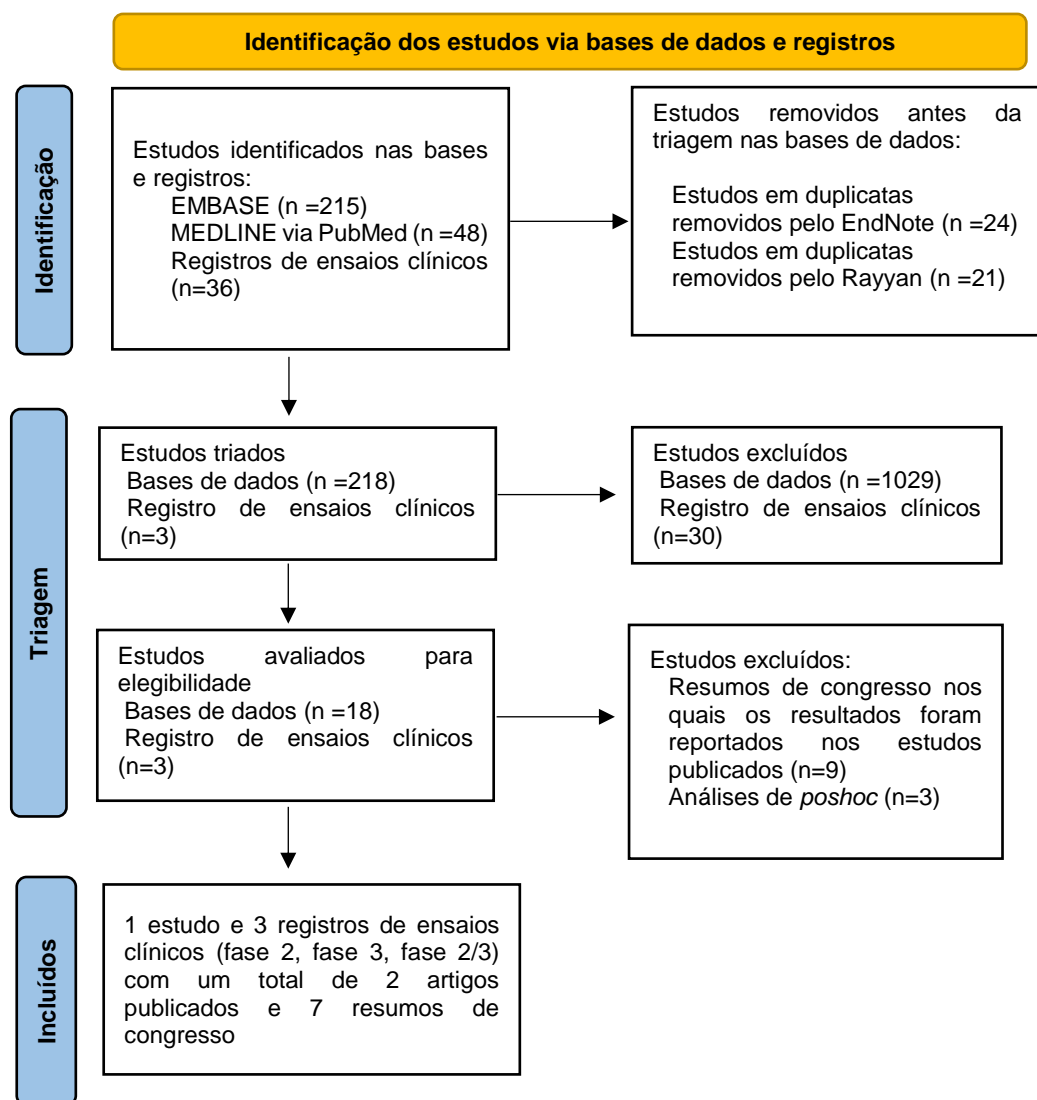 Identificação dos estudos via bases de dados e registros
Identificação
Estudos identificados nas bases
e registros:
EMBASE (n =215)
MEDLINE via PubMed (n =48)
Registros de ensaios clínicos
(n=36)
Estudos removidos antes da
triagem nas bases de dados:
Estudos em duplicatas
removidos pelo EndNote (n =24)
Estudos em duplicatas
removidos pelo Rayyan (n =21)
Triagem
Estudos triados
Bases de dados (n =218)
Registro de ensaios clínicos
(n=3)
Estudos excluídos
Bases de dados (n =1029)
Registro de ensaios clínicos
(n=30)
Estudos avaliados para
elegibilidade
Bases de dados (n =18)
Registro de ensaios clínicos
(n=3)
Estudos excluídos:
Resumos de congresso nos
quais os resultados foram
reportados nos estudos
publicados (n=9)
Análises de poshoc (n=3)
Incluídos
1 estudo e 3 registros de ensaios
clínicos (fase 2, fase 3, fase 2/3)
com um total de 2 artigos
publicados e 7 resumos de
congresso